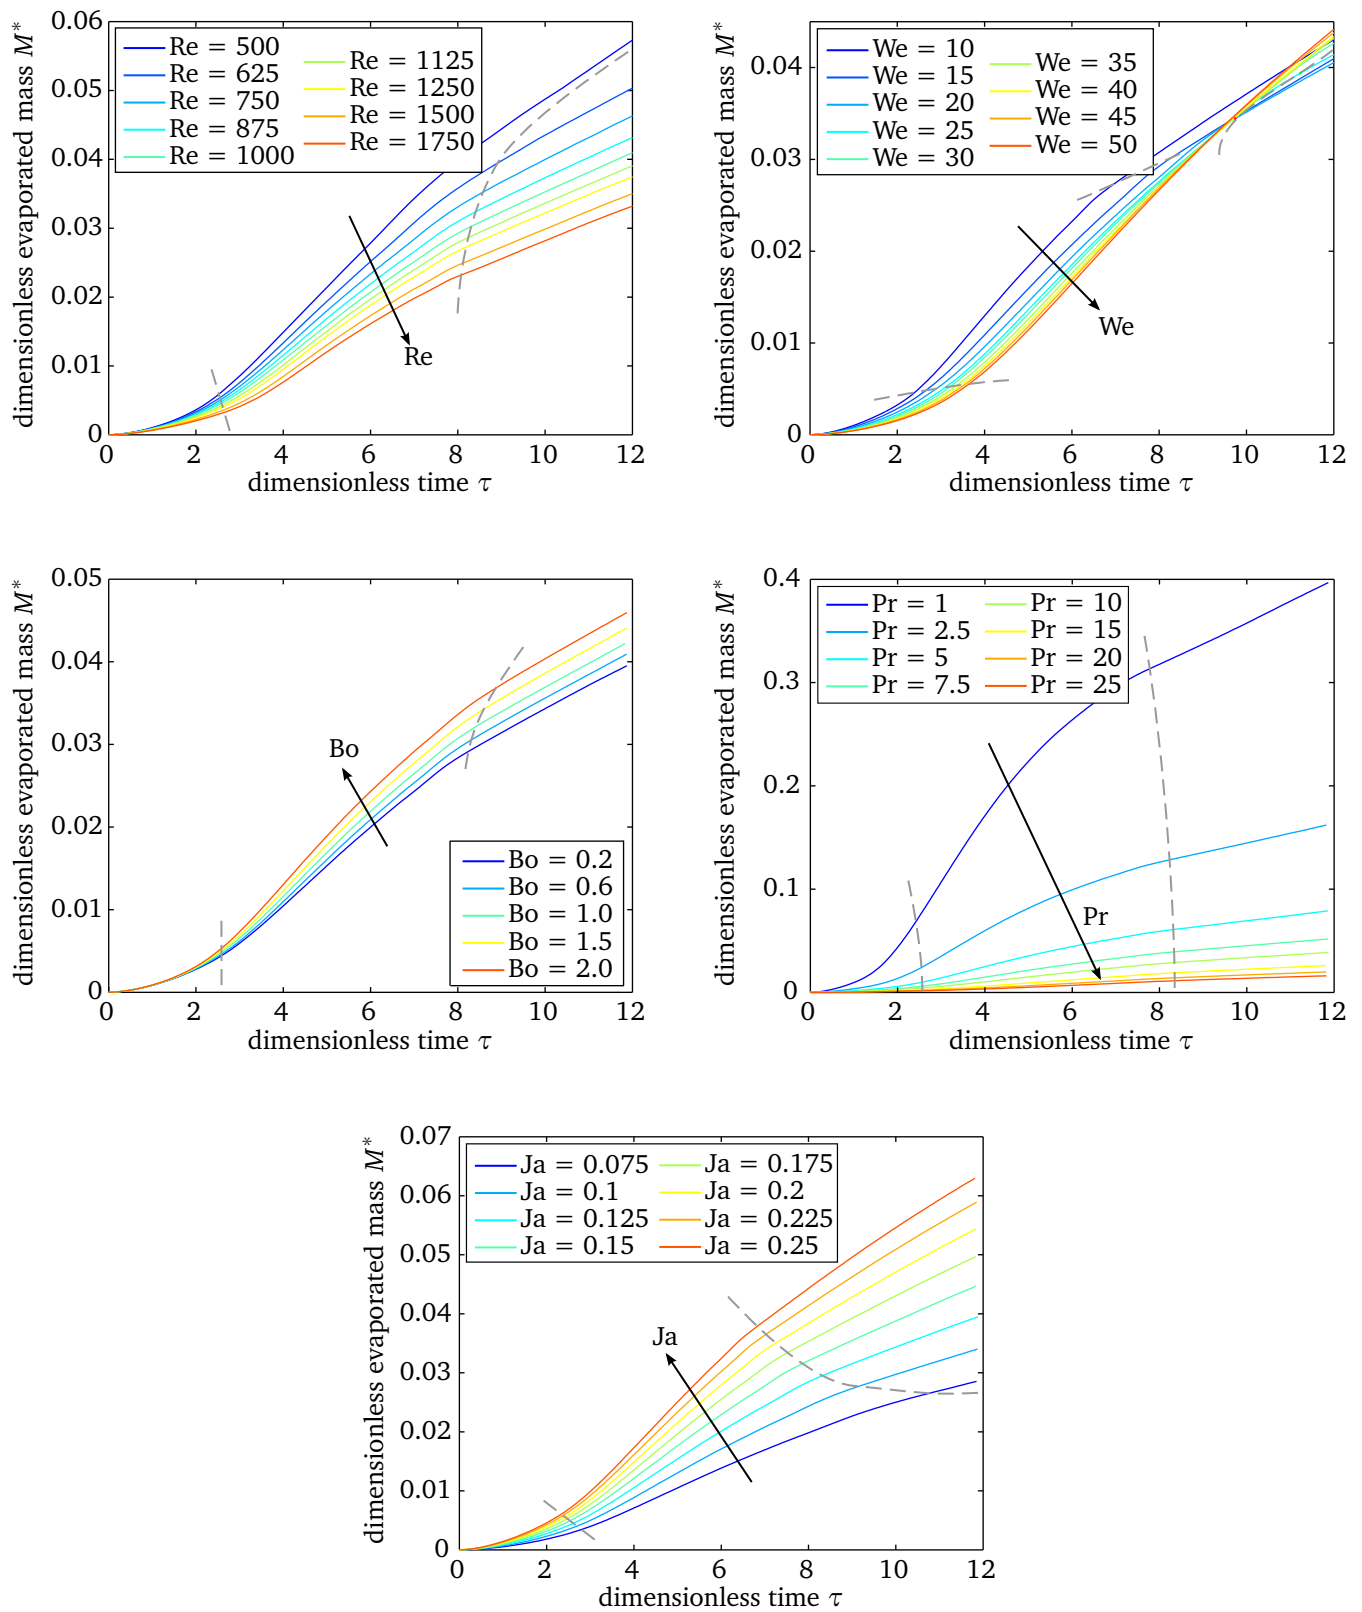 dimensionless evaporated mass M*
0.06
0.05
0.04
0.03
0.02
0.01
0
Re = 500
Re = 625
Re = 750
Re = 875
Re = 1000
Re = 1125
Re = 1250
Re = 1500
Re = 1750
Re
0 2 4 6 8 10 12
dimensionless time τ
dimensionless evaporated mass M*
0.04
0.03
0.02
0.01
0
We = 10
We = 15
We = 20
We = 25
We = 30
We = 35
We = 40
We = 45
We = 50
We
0 2 4 6 8 10 12
dimensionless time τ
dimensionless evaporated mass M*
0.05
0.04
0.03
0.02
0.01
0
Bo
Bo = 0.2
Bo = 0.6
Bo = 1.0
Bo = 1.5
Bo = 2.0
0 2 4 6 8 10 12
dimensionless time τ
dimensionless evaporated mass M*
0.4
0.3
0.2
0.1
0
Pr = 1
Pr = 2.5
Pr = 5
Pr = 7.5
Pr = 10
Pr = 15
Pr = 20
Pr = 25
Pr
0 2 4 6 8 10 12
dimensionless time τ
dimensionless evaporated mass M*
0.07
0.06
0.05
0.04
0.03
0.02
0.01
0
Ja = 0.075
Ja = 0.1
Ja = 0.125
Ja = 0.15
Ja = 0.175
Ja = 0.2
Ja = 0.225
Ja = 0.25
Ja
0 2 4 6 8 10 12
dimensionless time τ